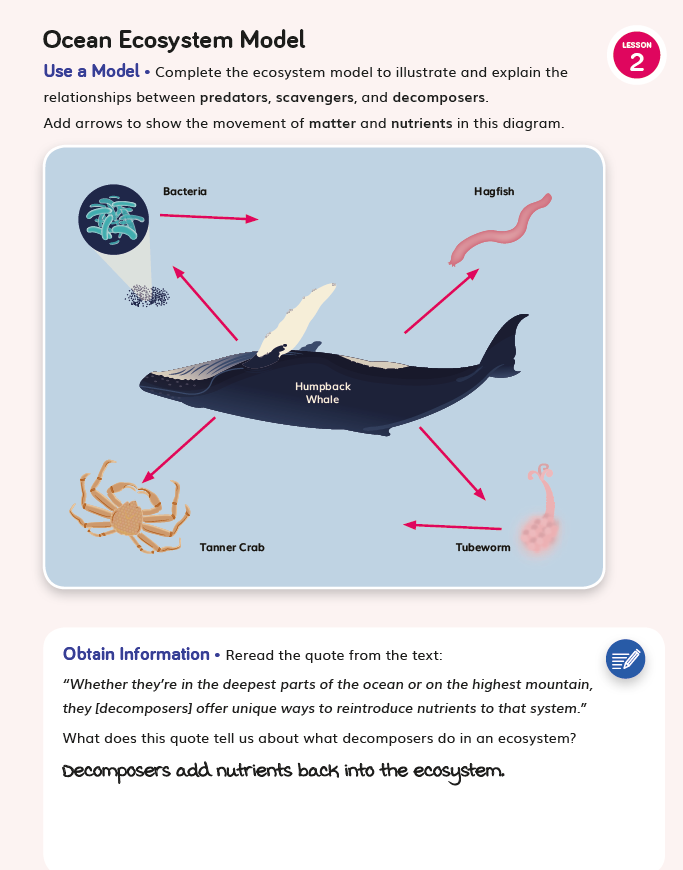 Ocean Ecosystem Model
LESSON
2
Use a Model • Complete the ecosystem model to illustrate and explain the
relationships between predators, scavengers, and decomposers.
Add arrows to show the movement of matter and nutrients in this diagram.
Bacteria
Hagfish
Humpback
Whale
Tanner Crab
Tubeworm
Obtain Information • Reread the quote from the text:
“Whether they’re in the deepest parts of the ocean or on the highest mountain,
they [decomposers] offer unique ways to reintroduce nutrients to that system.”
What does this quote tell us about what decomposers do in an ecosystem?
Decomposers add nutrients back into the ecosystem.